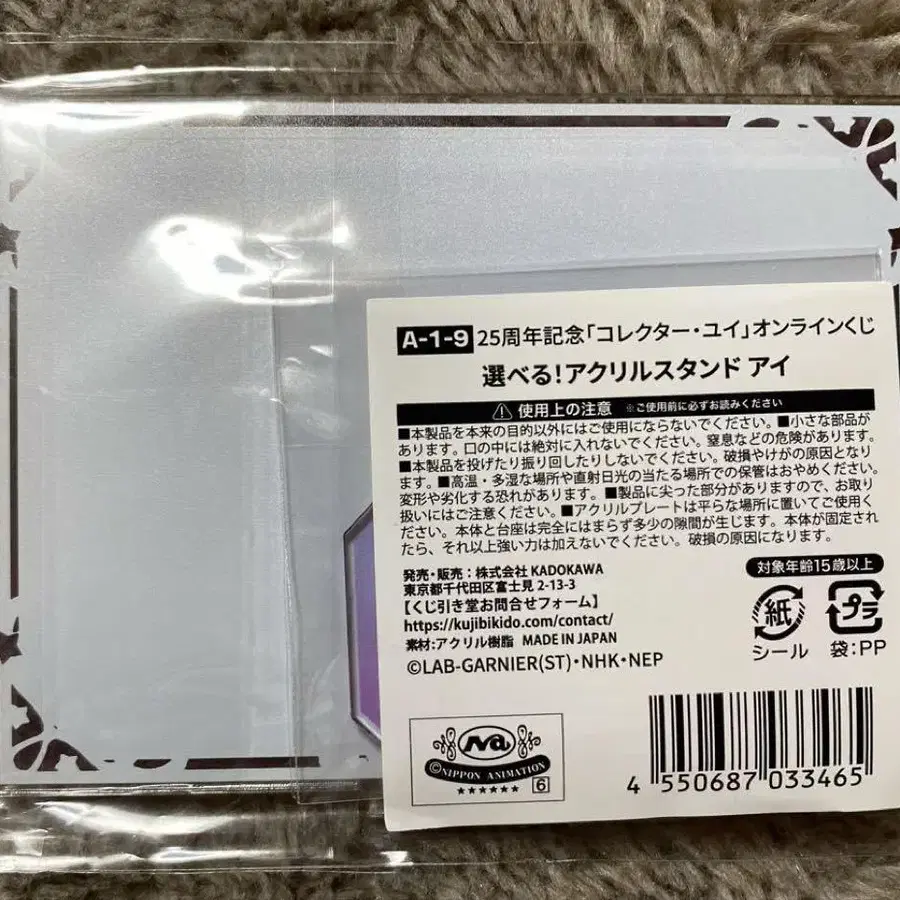 A-1-9 25周年記念「コレクター・ユイ」オンラインくじ
選べる!アクリルスタンド アイ
使用上の注意 ※ご使用前に必ずお読みください
■本製品を本来の目的以外にはご使用にならないでください。■小さな部品が
あります。口の中には絶対に入れないでください。窒息などの危険があります。
■本製品を投げたり振り回したりしないでください。破損やけがの原因となり
ます。■高温・多湿な場所や直射日光の当たる場所での保管はおやめください。
変形や劣化する恐れがあります。■製品に尖った部分がありますので、お取り
扱いにはご注意ください。■アクリルプレートは平らな場所に置いてご使用く
ださい。本体と台座は完全にはまらず多少の隙間が生じます。本体が固定され
たら、それ以上強い力は加えないでください。破損の原因になります。
対象年齢15歳以上
発売・販売:株式会社 KADOKAWA
東京都千代田区富士見 2-13-3
【くじ引き堂お問合せフォーム】
https://kujibikido.com/contact/
素材:アクリル樹脂 MADE IN JAPAN
©LAB-GARNIER(ST)・NHK・NEP
紙
シール
プラ
袋:PP
na
©NIPPON ANIMATION
6
4 550687 033465